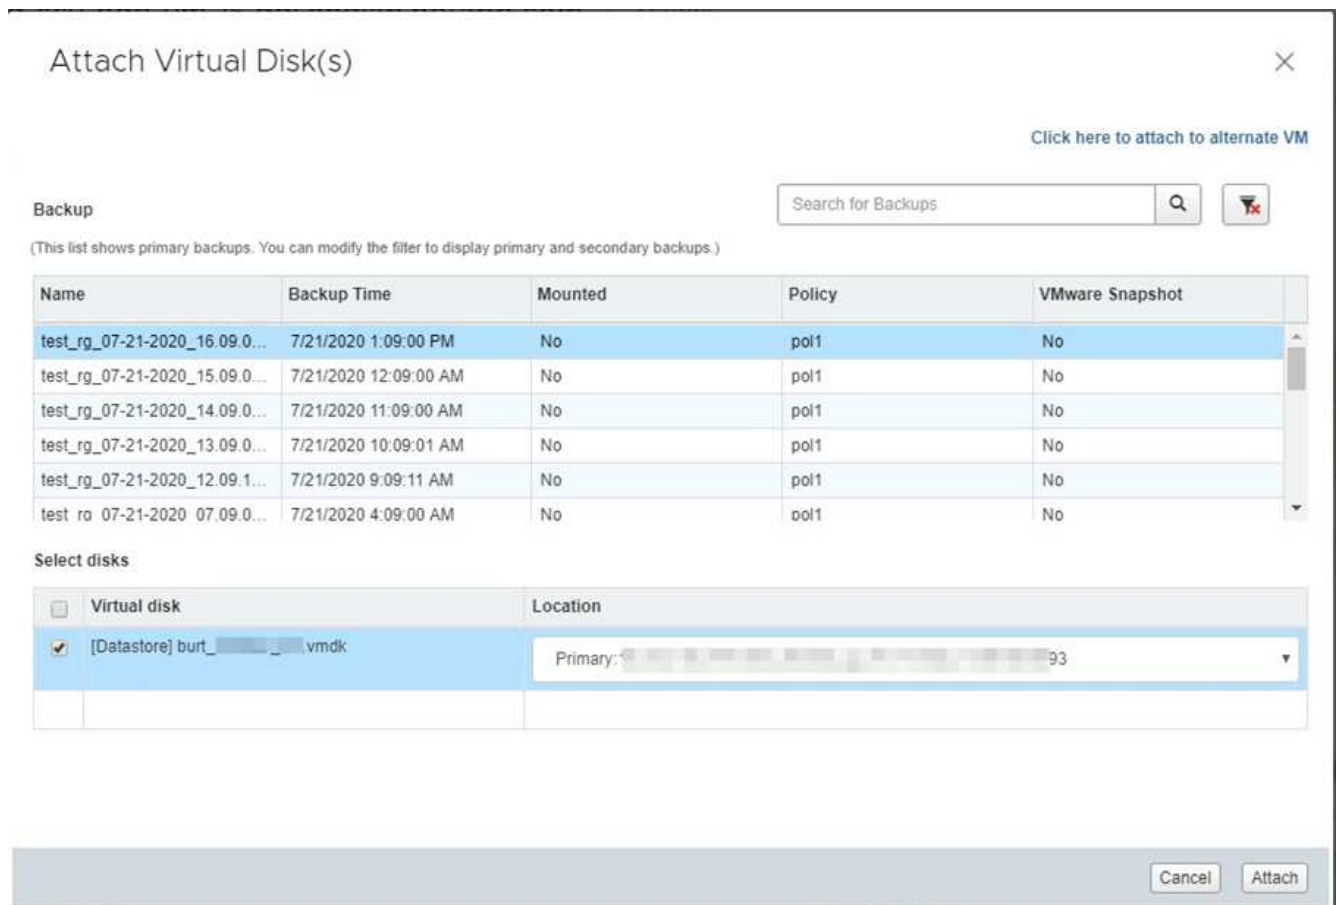 Attach Virtual Disk(s)
Click here to attach to alternate VM
Backup
Search for Backups
(This list shows primary backups. You can modify the filter to display primary and secondary backups.)
Name Backup Time Mounted Policy VMware Snapshot
test_rg_07-21-2020_16.09.0... 7/21/2020 1:09:00 PM No pol1 No
test_rg_07-21-2020_15.09.0... 7/21/2020 12:09:00 AM No pol1 No
test_rg_07-21-2020_14.09.0... 7/21/2020 11:09:00 AM No pol1 No
test_rg_07-21-2020_13.09.0... 7/21/2020 10:09:01 AM No pol1 No
test_rg_07-21-2020_12.09.1... 7/21/2020 9:09:11 AM No pol1 No
test_rg_07-21-2020_07.09.0... 7/21/2020 4:09:00 AM No pol1 No
Select disks
Virtual disk Location
[Datastore] burt_ _ .vmdk Primary: 93
Cancel Attach